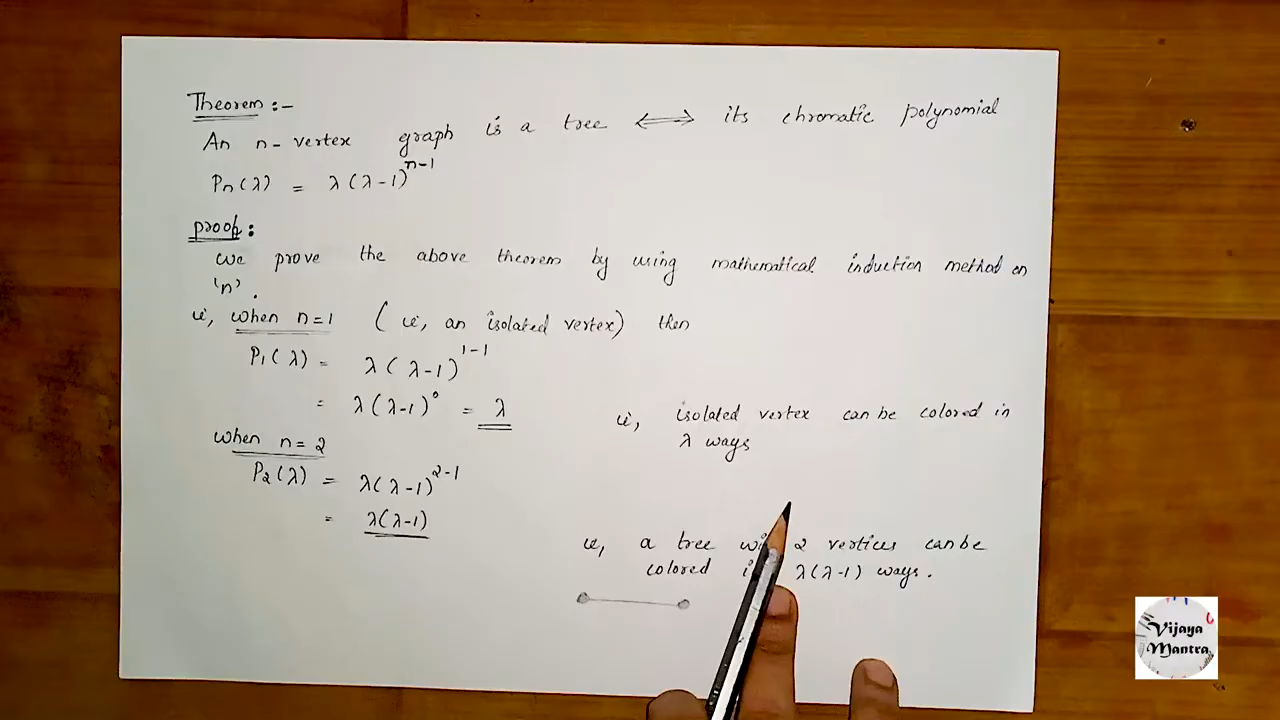 Theorem :-
An n-vertex graph is a tree ⟺ its chromatic polynomial
Pn(λ) = λ(λ-1)^n-1
proof:
we prove the above theorem by using mathematical induction method on
'n'.
ie, when n=1 (ie, an isolated vertex) then
P1(λ) = λ(λ-1)^1-1
= λ(λ-1)^0 = λ
ie, isolated vertex can be colored in
λ ways
when n=2
P2(λ) = λ(λ-1)^2-1
= λ(λ-1)
ie, a tree 2 vertices can be
colored λ(λ-1) ways.
Vijaya
Mantra